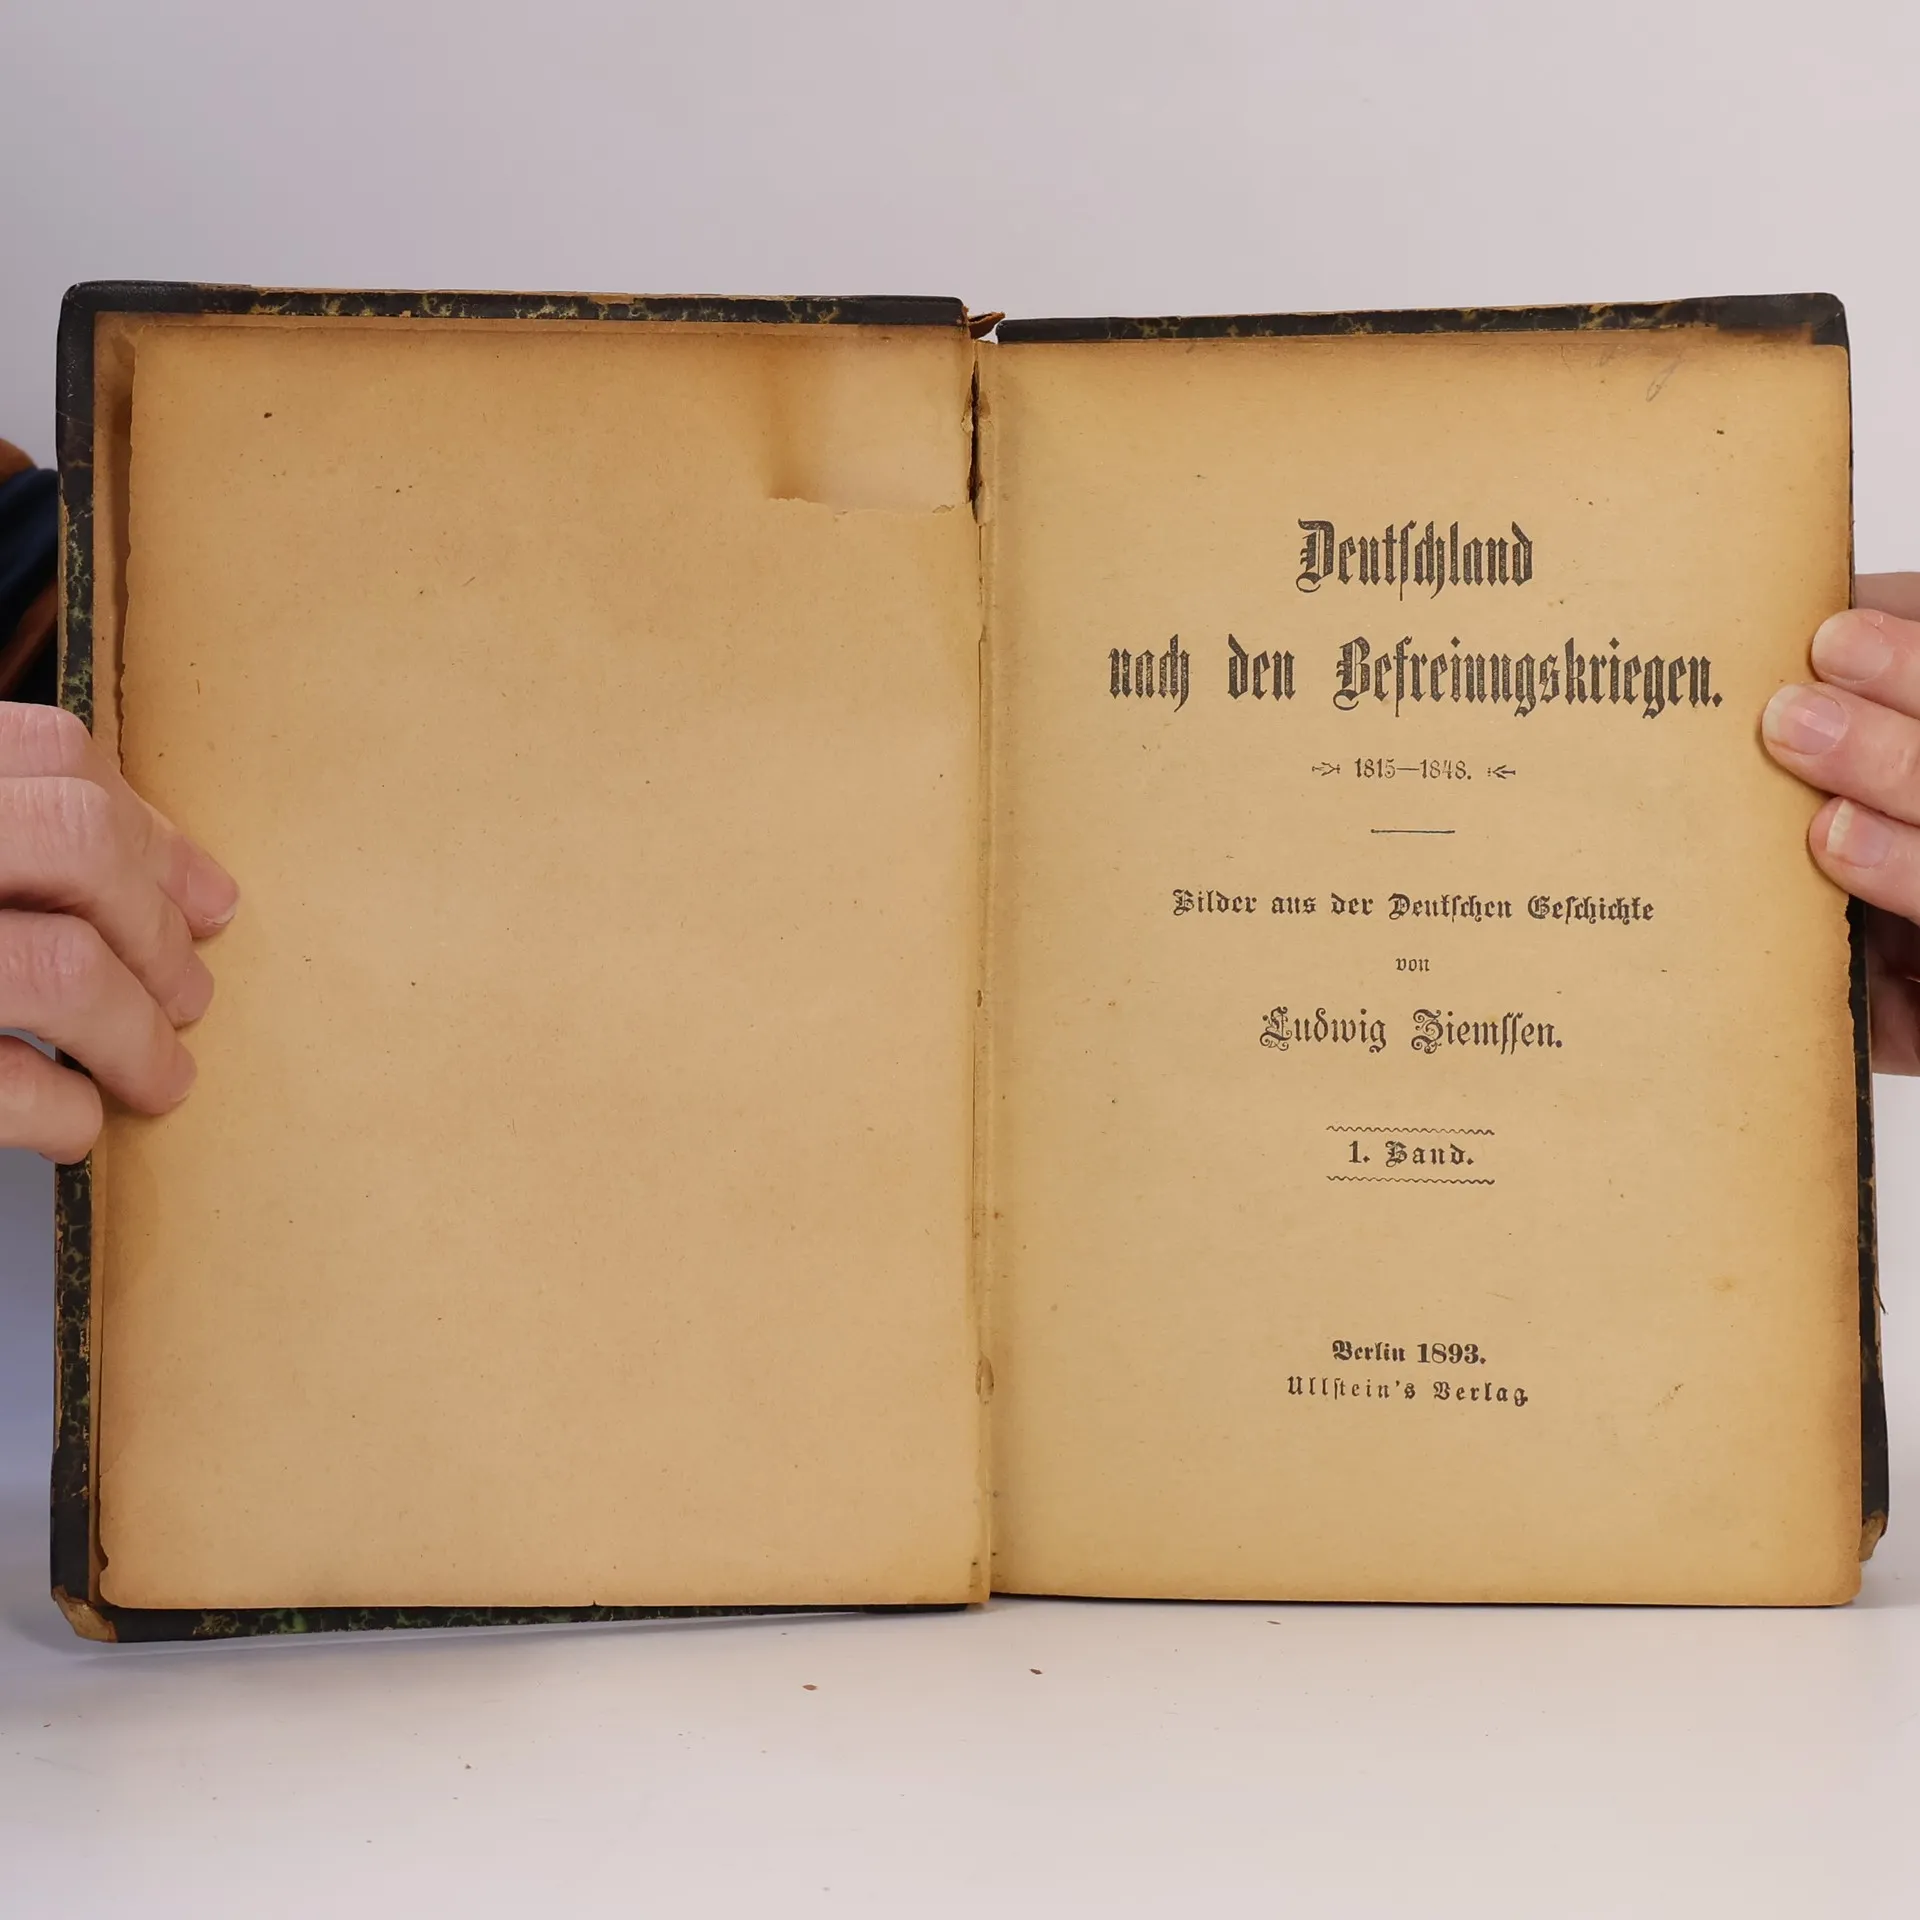 Deutschland
nach den Befreiungskriegen.
1815—1848.
Bilder aus der Deutschen Geschichte
von
Ludwig Ziemssen.
1. Band.
Berlin 1893.
Ullstein's Verlag